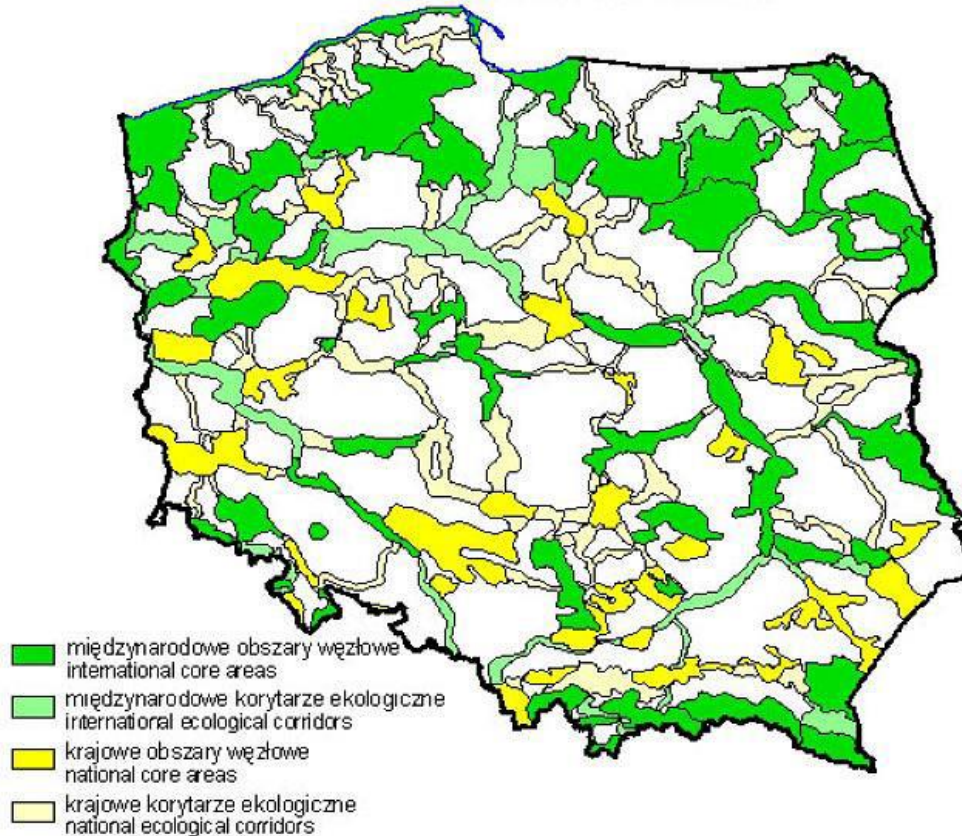 międzynarodowe obszary węzłowe
international core areas
międzynarodowe korytarze ekologiczne
international ecological corridors
krajowe obszary węzłowe
national core areas
krajowe korytarze ekologiczne
national ecological corridors